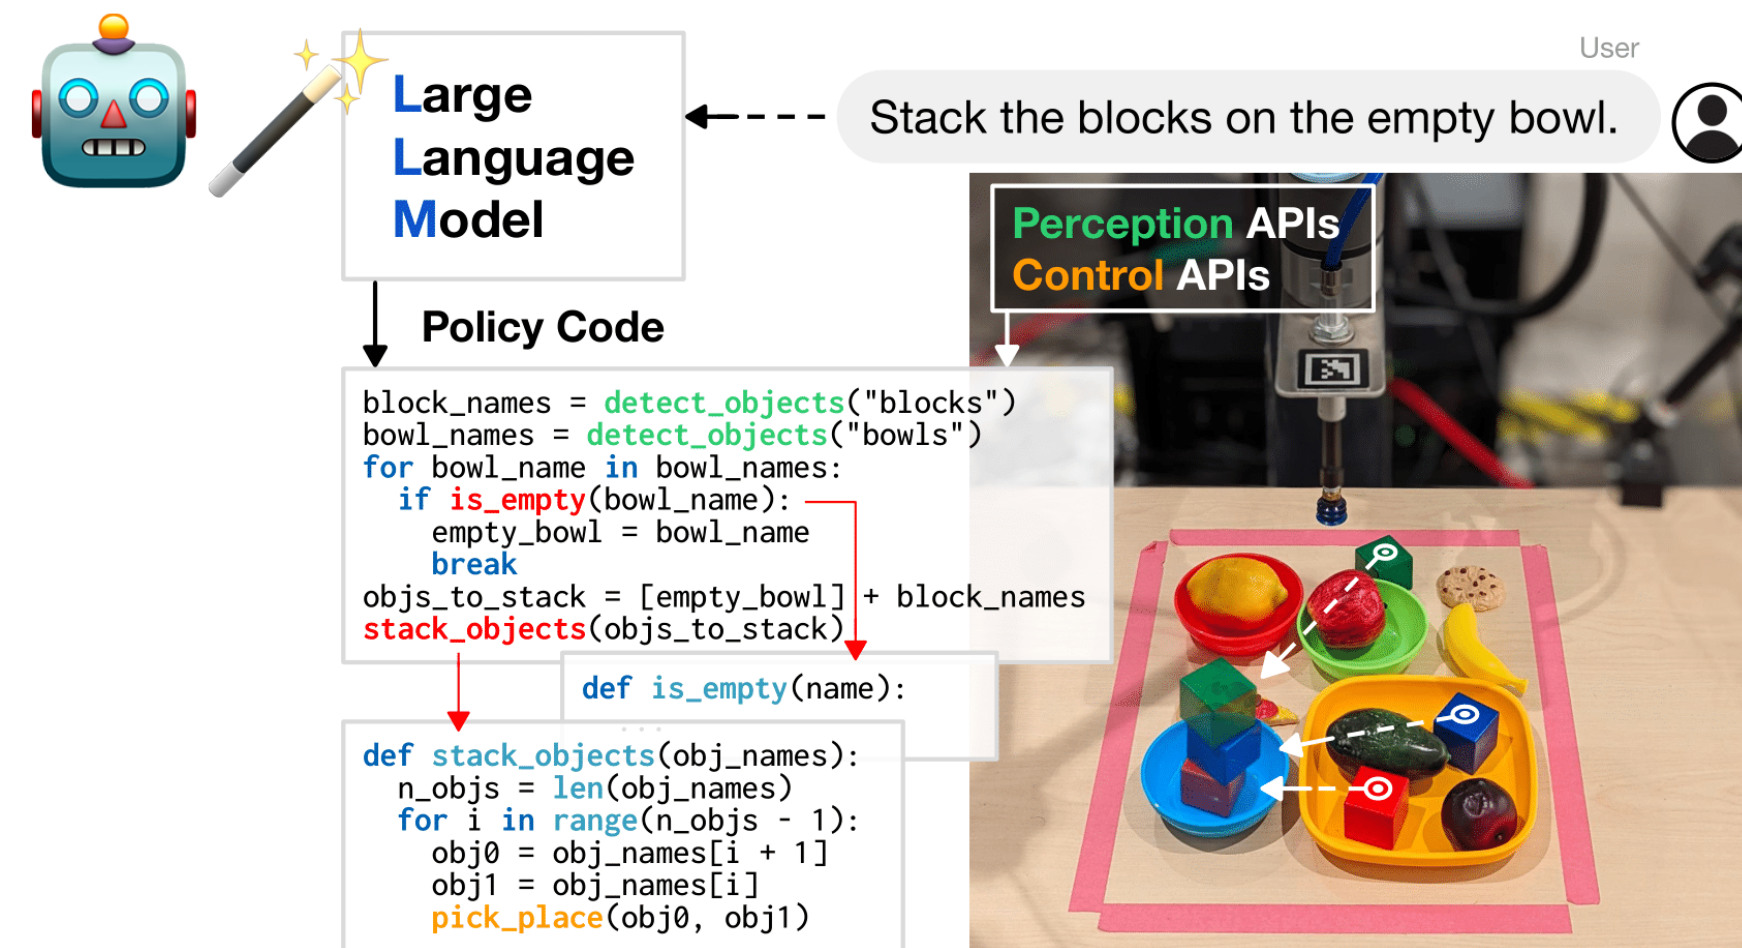 Large
Language
Model
User
Stack the blocks on the empty bowl.
Perception APIs
Control APIs
Policy Code
block_names = detect_objects("blocks")
bowl_names = detect_objects("bowls")
for bowl_name in bowl_names:
  if is_empty(bowl_name):
    empty_bowl = bowl_name
    break
objs_to_stack = [empty_bowl] + block_names
stack_objects(objs_to_stack)
def is_empty(name):
...
def stack_objects(obj_names):
  n_objs = len(obj_names)
  for i in range(n_objs - 1):
    obj0 = obj_names[i + 1]
    obj1 = obj_names[i]
    pick_place(obj0, obj1)